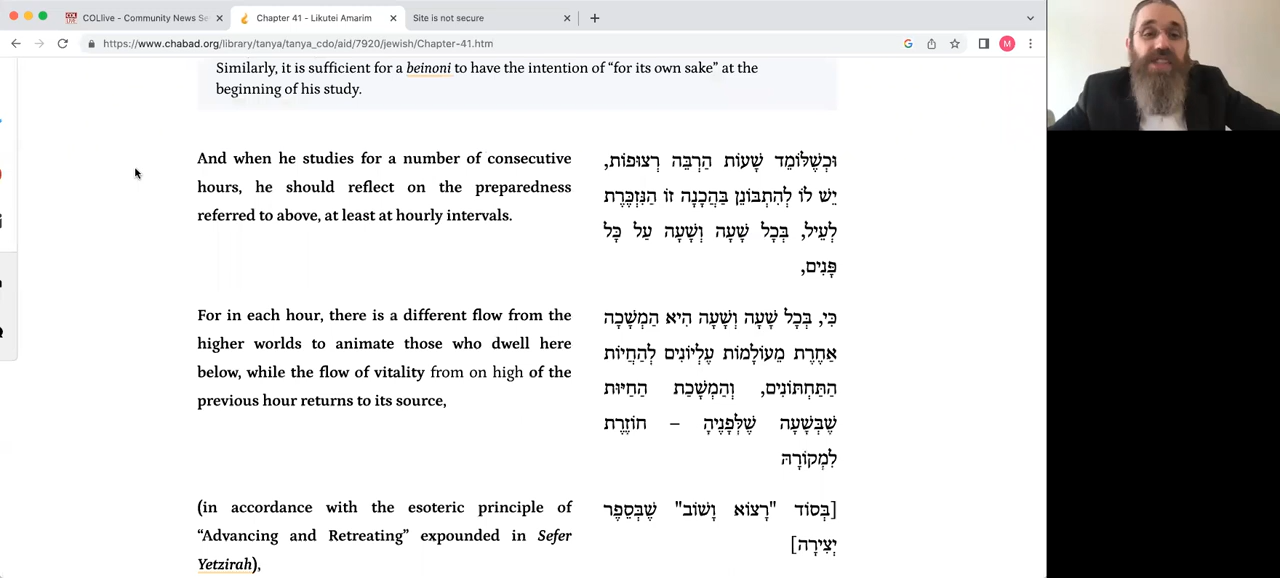 COLlive - Community News Se
Chapter 41 - Likutei Amarim
Site is not secure
https://www.chabad.org/library/tanya/tanya_cdo/aid/7920/jewish/Chapter-41.htm
M
Similarly, it is sufficient for a beinoni to have the intention of “for its own sake” at the
beginning of his study.
And when he studies for a number of consecutive
hours, he should reflect on the preparedness
referred to above, at least at hourly intervals.
וּכְשֶׁלּוֹמֵד שָׁעוֹת הַרְבֵּה רְצוּפוֹת,
יֵשׁ לוֹ לְהִתְבּוֹנֵן בַּהֲכָנָה זוֹ הַנִּזְכֶּרֶת
לְעֵיל, בְּכָל שָׁעָה וְשָׁעָה עַל כָּל
פָּנִים,
For in each hour, there is a different flow from the
higher worlds to animate those who dwell here
below, while the flow of vitality from on high of the
previous hour returns to its source,
כִּי, בְּכָל שָׁעָה וְשָׁעָה הִיא הַמְשָׁכָה
אַחֶרֶת מֵעוֹלָמוֹת עֶלְיוֹנִים לְהַחֲיוֹת
הַתַּחְתּוֹנִים, וְהַמְשָׁכַת הַחַיּוּת
שֶׁבְּשָׁעָה שֶׁלְּפָנֶיהָ – חוֹזֶרֶת
לִמְקוֹרָהּ
(in accordance with the esoteric principle of
“Advancing and Retreating” expounded in Sefer
Yetzirah),
[בְּסוֹד "רָצוֹא וָשׁוֹב" שֶׁבְּסֵפֶר
יְצִירָה]